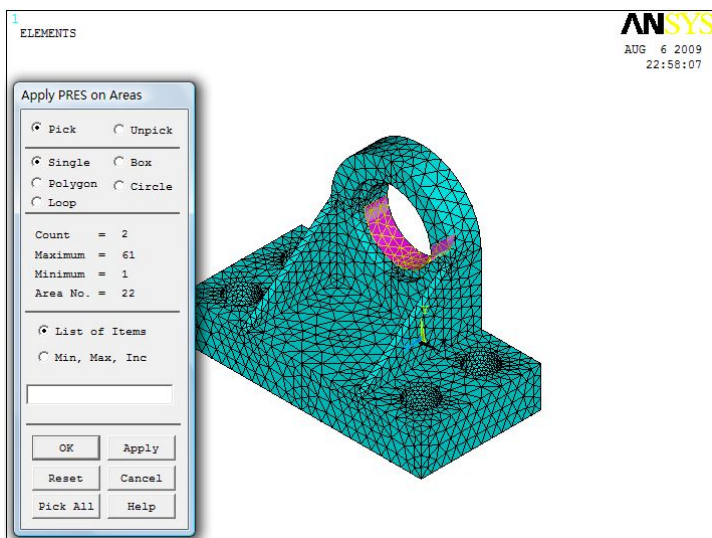 1
ELEMENTS
ANSYS
AUG 6 2009
22:58:07
Apply PRES on Areas
Pick Unpick
Single Box
Polygon Circle
Loop
Count = 2
Maximum = 61
Minimum = 1
Area No. = 22
List of Items
Min, Max, Inc
OK Apply
Reset Cancel
Pick All Help